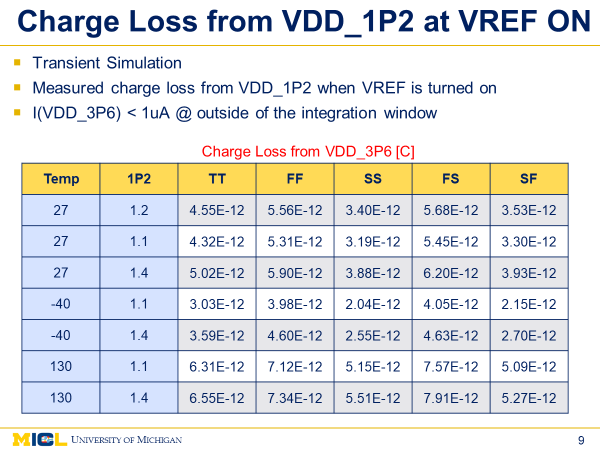 Charge Loss from VDD_1P2 at VREF ON
Transient Simulation
Measured charge loss from VDD_1P2 when VREF is turned on
I(VDD_3P6) < 1uA @ outside of the integration window
Charge Loss from VDD_3P6 [C]
Temp 1P2 TT FF SS FS SF
27 1.2 4.55E-12 5.56E-12 3.40E-12 5.68E-12 3.53E-12
27 1.1 4.32E-12 5.31E-12 3.19E-12 5.45E-12 3.30E-12
27 1.4 5.02E-12 5.90E-12 3.88E-12 6.20E-12 3.93E-12
-40 1.1 3.03E-12 3.98E-12 2.04E-12 4.05E-12 2.15E-12
-40 1.4 3.59E-12 4.60E-12 2.55E-12 4.63E-12 2.70E-12
130 1.1 6.31E-12 7.12E-12 5.15E-12 7.57E-12 5.09E-12
130 1.4 6.55E-12 7.34E-12 5.51E-12 7.91E-12 5.27E-12
MICL UNIVERSITY OF MICHIGAN 9